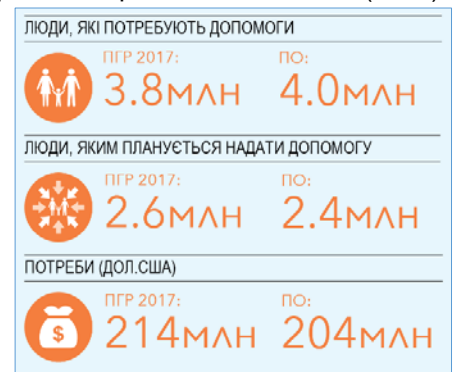 ЛЮДИ, ЯКІ ПОТРЕБУЮТЬ ДОПОМОГИ
ПГР 2017: ПО:
3.8МЛН 4.0МЛН
ЛЮДИ, ЯКИМ ПЛАНУЄТЬСЯ НАДАТИ ДОПОМОГУ
ПГР 2017: ПО:
2.6МЛН 2.4МЛН
ПОТРЕБИ (ДОЛ.США)
ПГР 2017: ПО:
$ 214МЛН 204МЛН